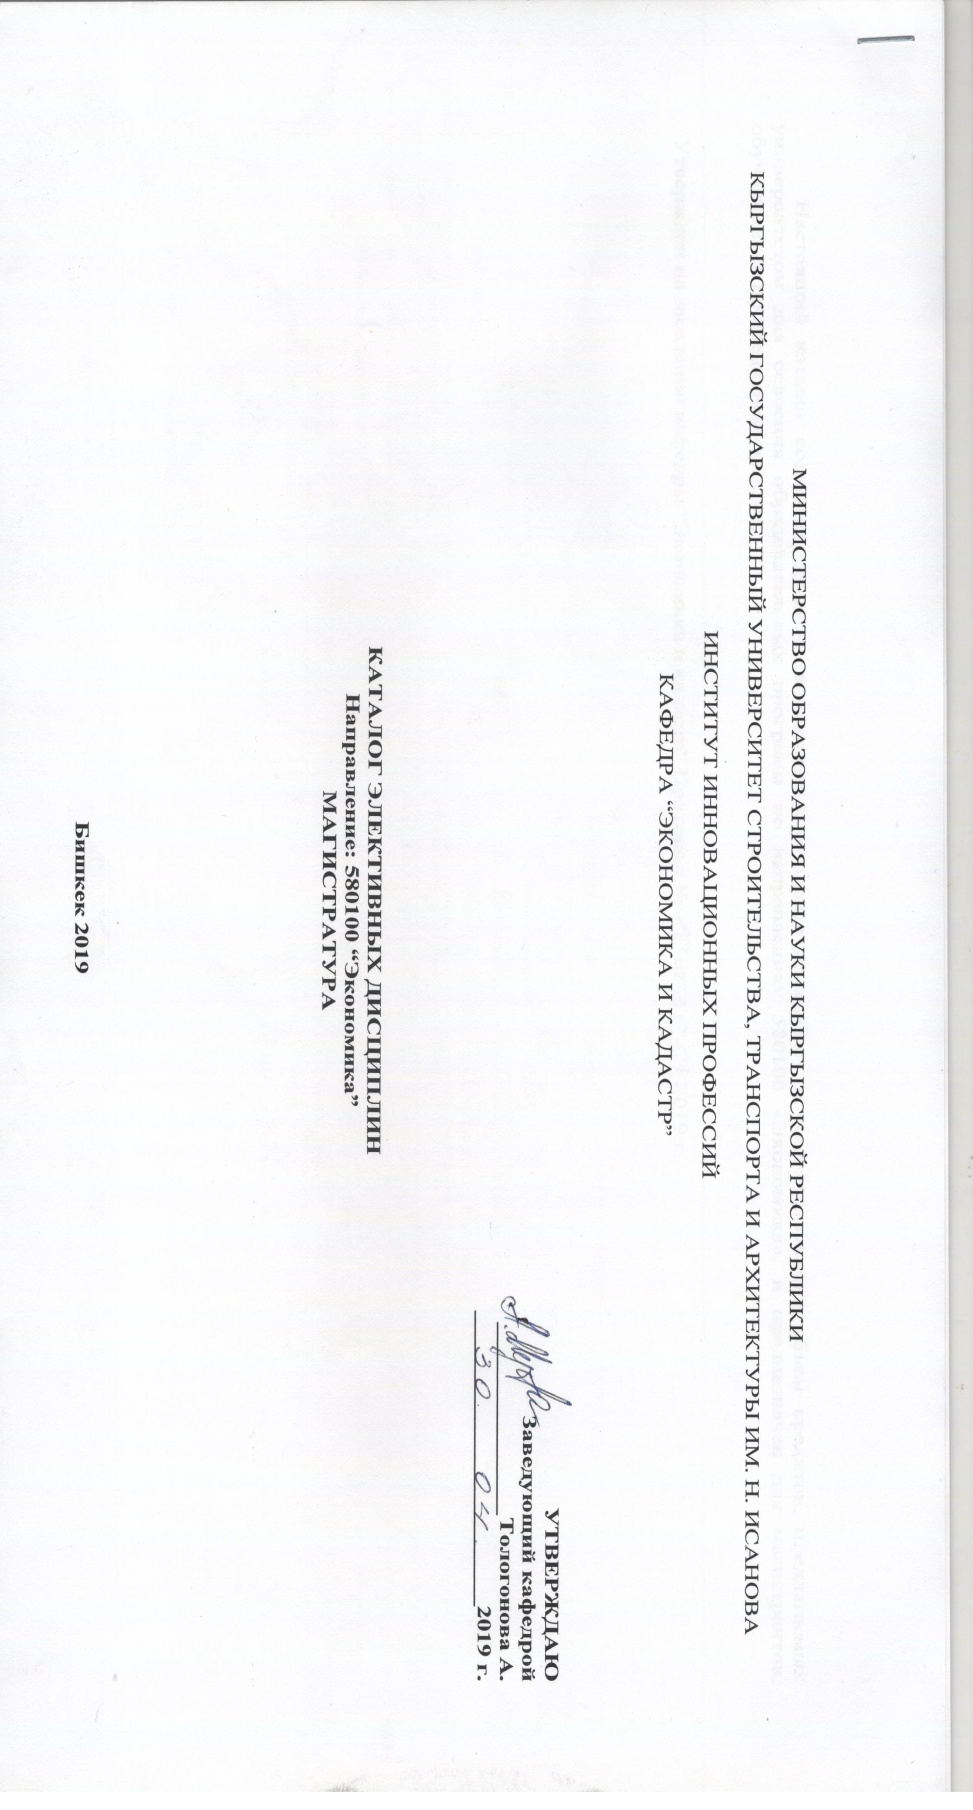 МИНИСТЕРСТВО ОБРАЗОВАНИЯ И НАУКИ КЫРГЫЗСКОЙ РЕСПУБЛИКИ
КЫРГЫЗСКИЙ ГОСУДАРСТВЕННЫЙ УНИВЕРСИТЕТ СТРОИТЕЛЬСТВА, ТРАНСПОРТА И АРХИТЕКТУРЫ ИМ. Н. ИСАНОВА
ИНСТИТУТ ИННОВАЦИОННЫХ ПРОФЕССИЙ
КАФЕДРА “ЭКОНОМИКА И КАДАСТР”
УТВЕРЖДАЮ
Заведующий кафедрой
Тологонова А.
30. 04. 2019 г.
КАТАЛОГ ЭЛЕКТИВНЫХ ДИСЦИПЛИН
Направление: 580100 “Экономика”
МАГИСТРАТУРА
Бишкек 2019